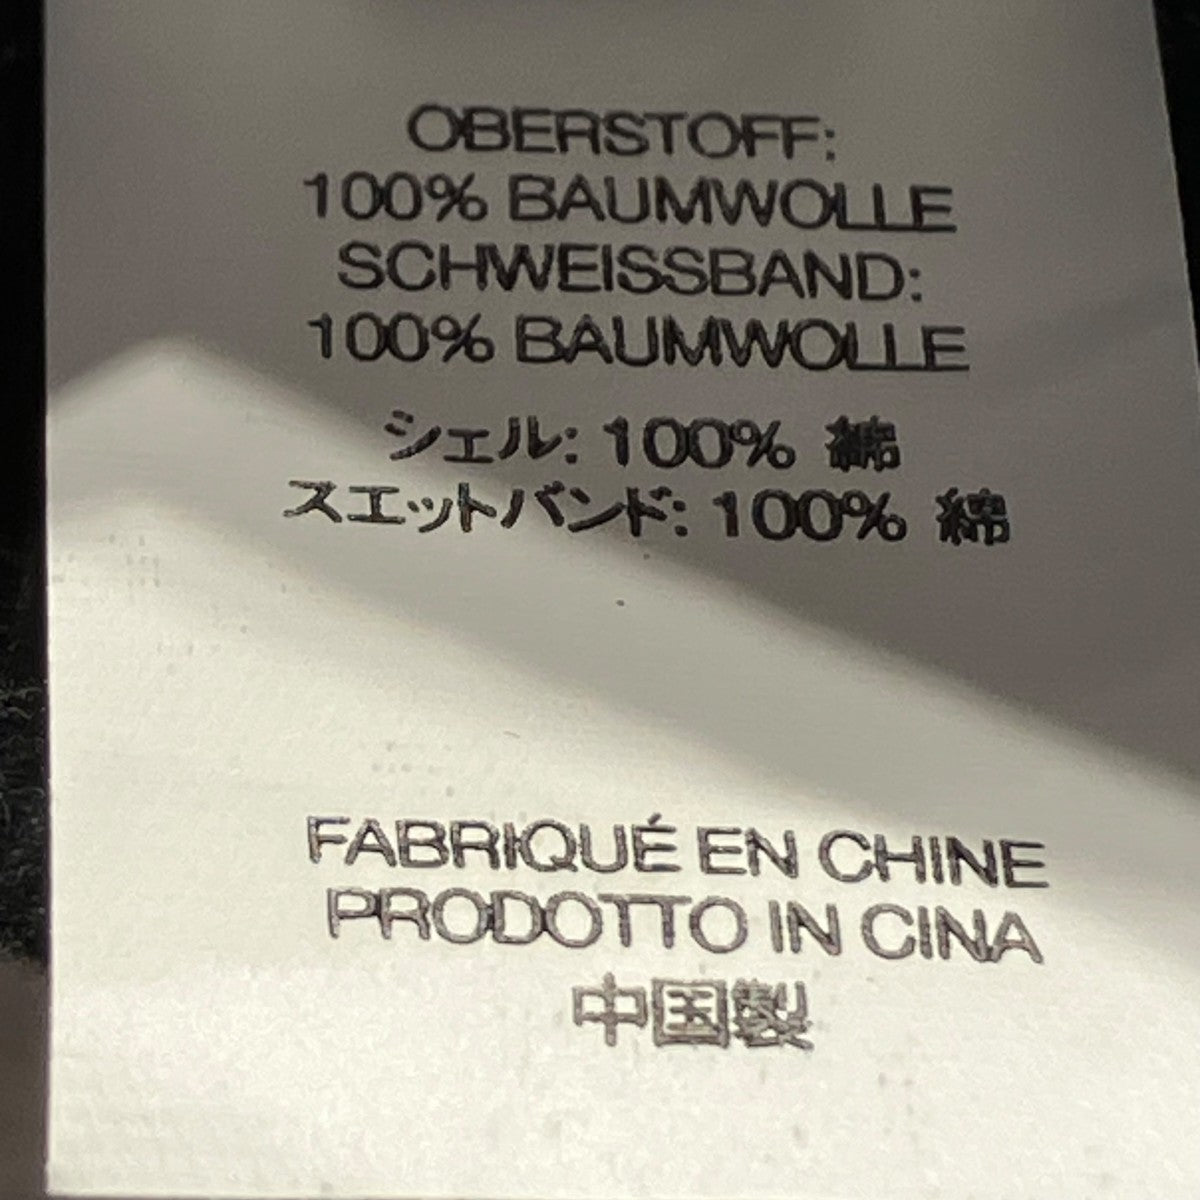 OBERSTOFF:
100% BAUMWOLLE
SCHWEISSBAND:
100% BAUMWOLLE
シェル: 100% 綿
スエットバンド: 100% 綿
FABRIQUÉ EN CHINE
PRODOTTO IN CINA
中国製